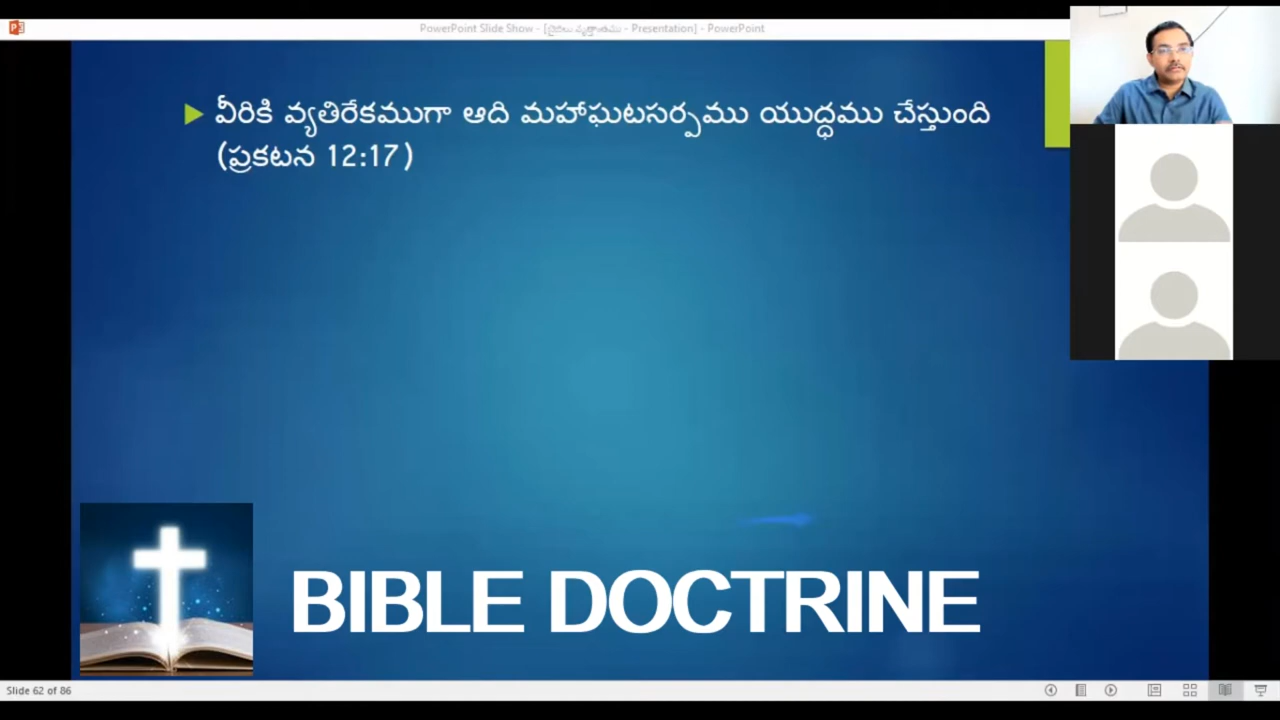 PowerPoint Slide Show - [బైబిలు వృత్తాంతము - Presentation] - PowerPoint
వీరికి వ్యతిరేకముగా ఆది మహాఘటసర్పము యుద్ధము చేస్తుంది
(ప్రకటన 12:17)
BIBLE DOCTRINE
Slide 62 of 86